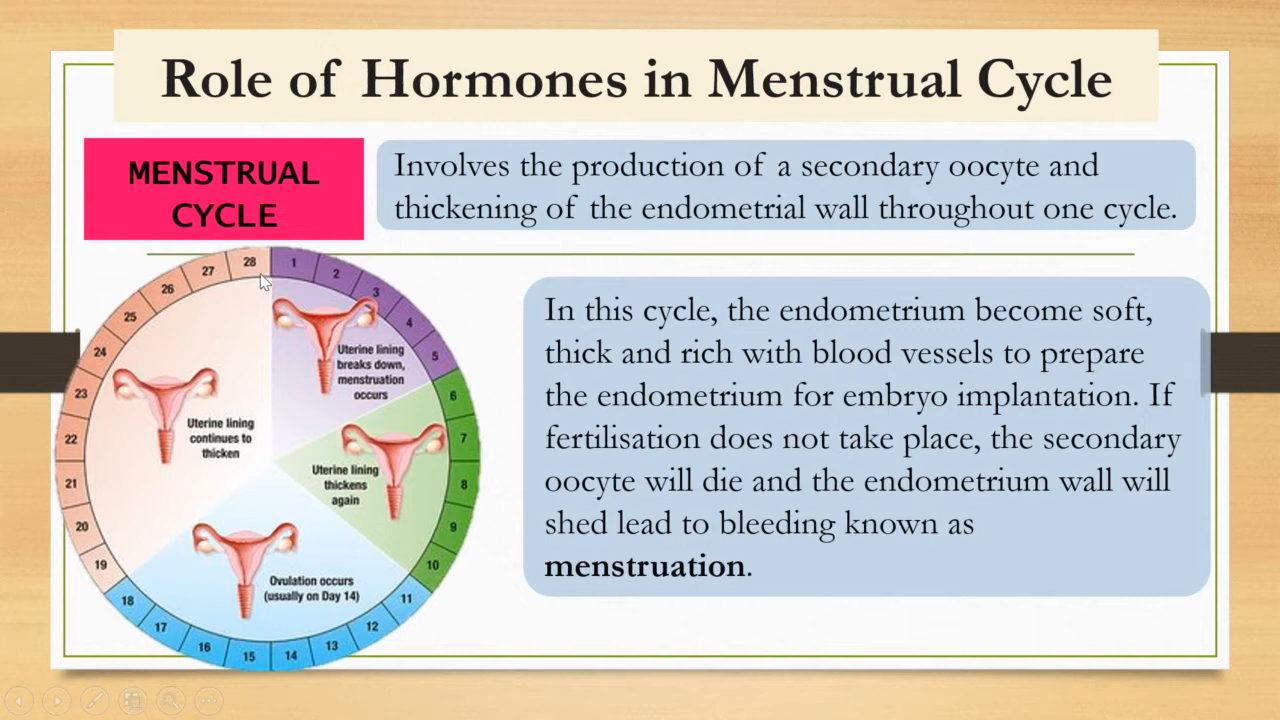 Role of Hormones in Menstrual Cycle
MENSTRUAL
CYCLE
Involves the production of a secondary oocyte and
thickening of the endometrial wall throughout one cycle.
In this cycle, the endometrium become soft,
thick and rich with blood vessels to prepare
the endometrium for embryo implantation. If
fertilisation does not take place, the secondary
oocyte will die and the endometrium wall will
shed lead to bleeding known as
menstruation.
1
2
3
4
5
6
7
8
9
10
11
12
13
14
15
16
17
18
19
20
21
22
23
24
25
26
27
28
Uterine lining
breaks down,
menstruation
occurs
Uterine lining
thickens
again
Ovulation occurs
(usually on Day 14)
Uterine lining
continues to
thicken